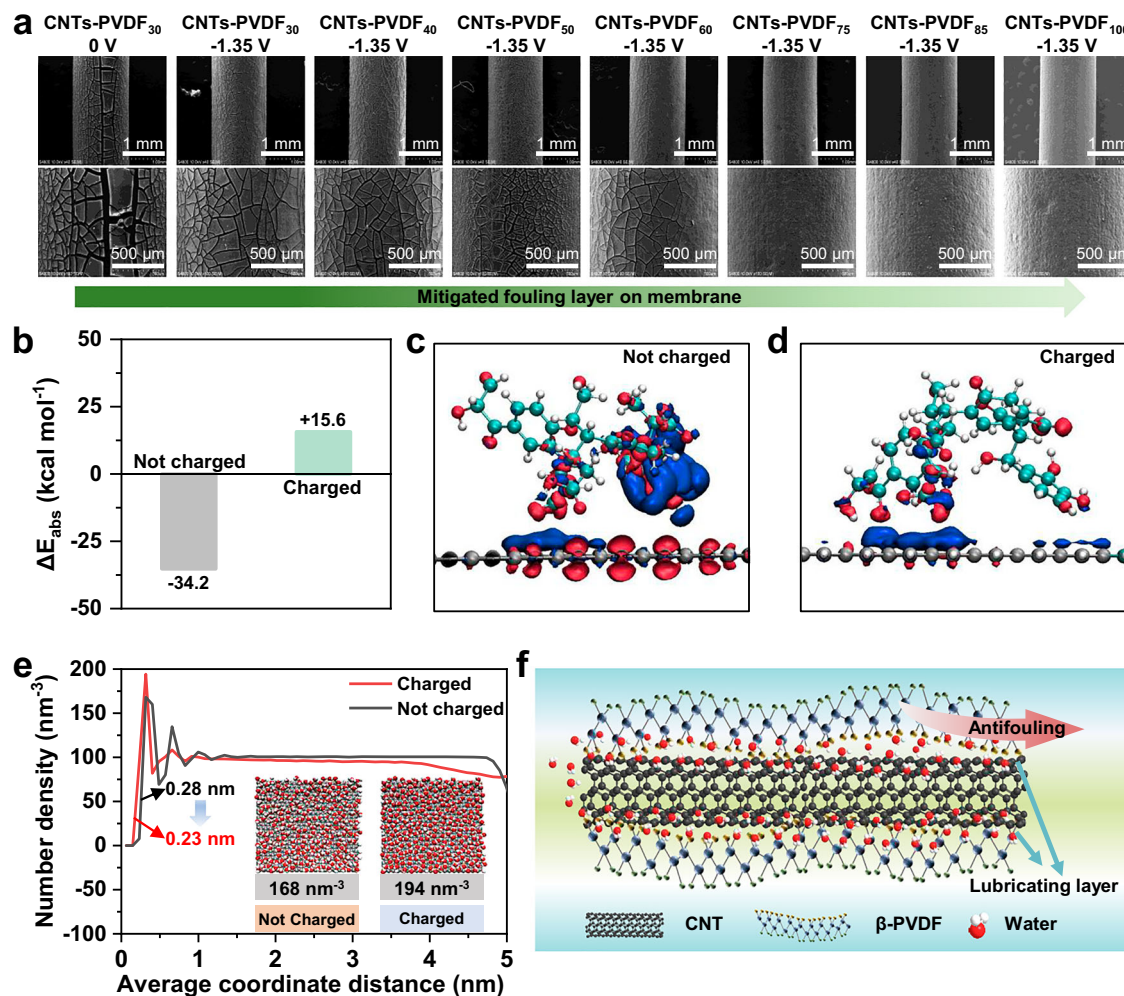 a
CNTs-PVDF30 CNTs-PVDF30 CNTs-PVDF40 CNTs-PVDF50 CNTs-PVDF60 CNTs-PVDF75 CNTs-PVDF85 CNTs-PVDF100
0 V -1.35 V -1.35 V -1.35 V -1.35 V -1.35 V -1.35 V -1.35 V
1 mm 1 mm 1 mm 1 mm 1 mm 1 mm 1 mm 1 mm
500 µm 500 µm 500 µm 500 µm 500 µm 500 µm 500 µm 500 µm
Mitigated fouling layer on membrane
b
ΔEabs (kcal mol-1)
50
25
0
-25
-50
+15.6
Not charged
Charged
-34.2
c
Not charged
d
Charged
e
Number density (nm-3)
200
150
100
50
0
-50
-100
Charged
Not charged
0.28 nm
0.23 nm
168 nm-3 194 nm-3
Not Charged Charged
0 1 2 3 4 5
Average coordinate distance (nm)
f
Antifouling
Lubricating layer
CNT β-PVDF Water